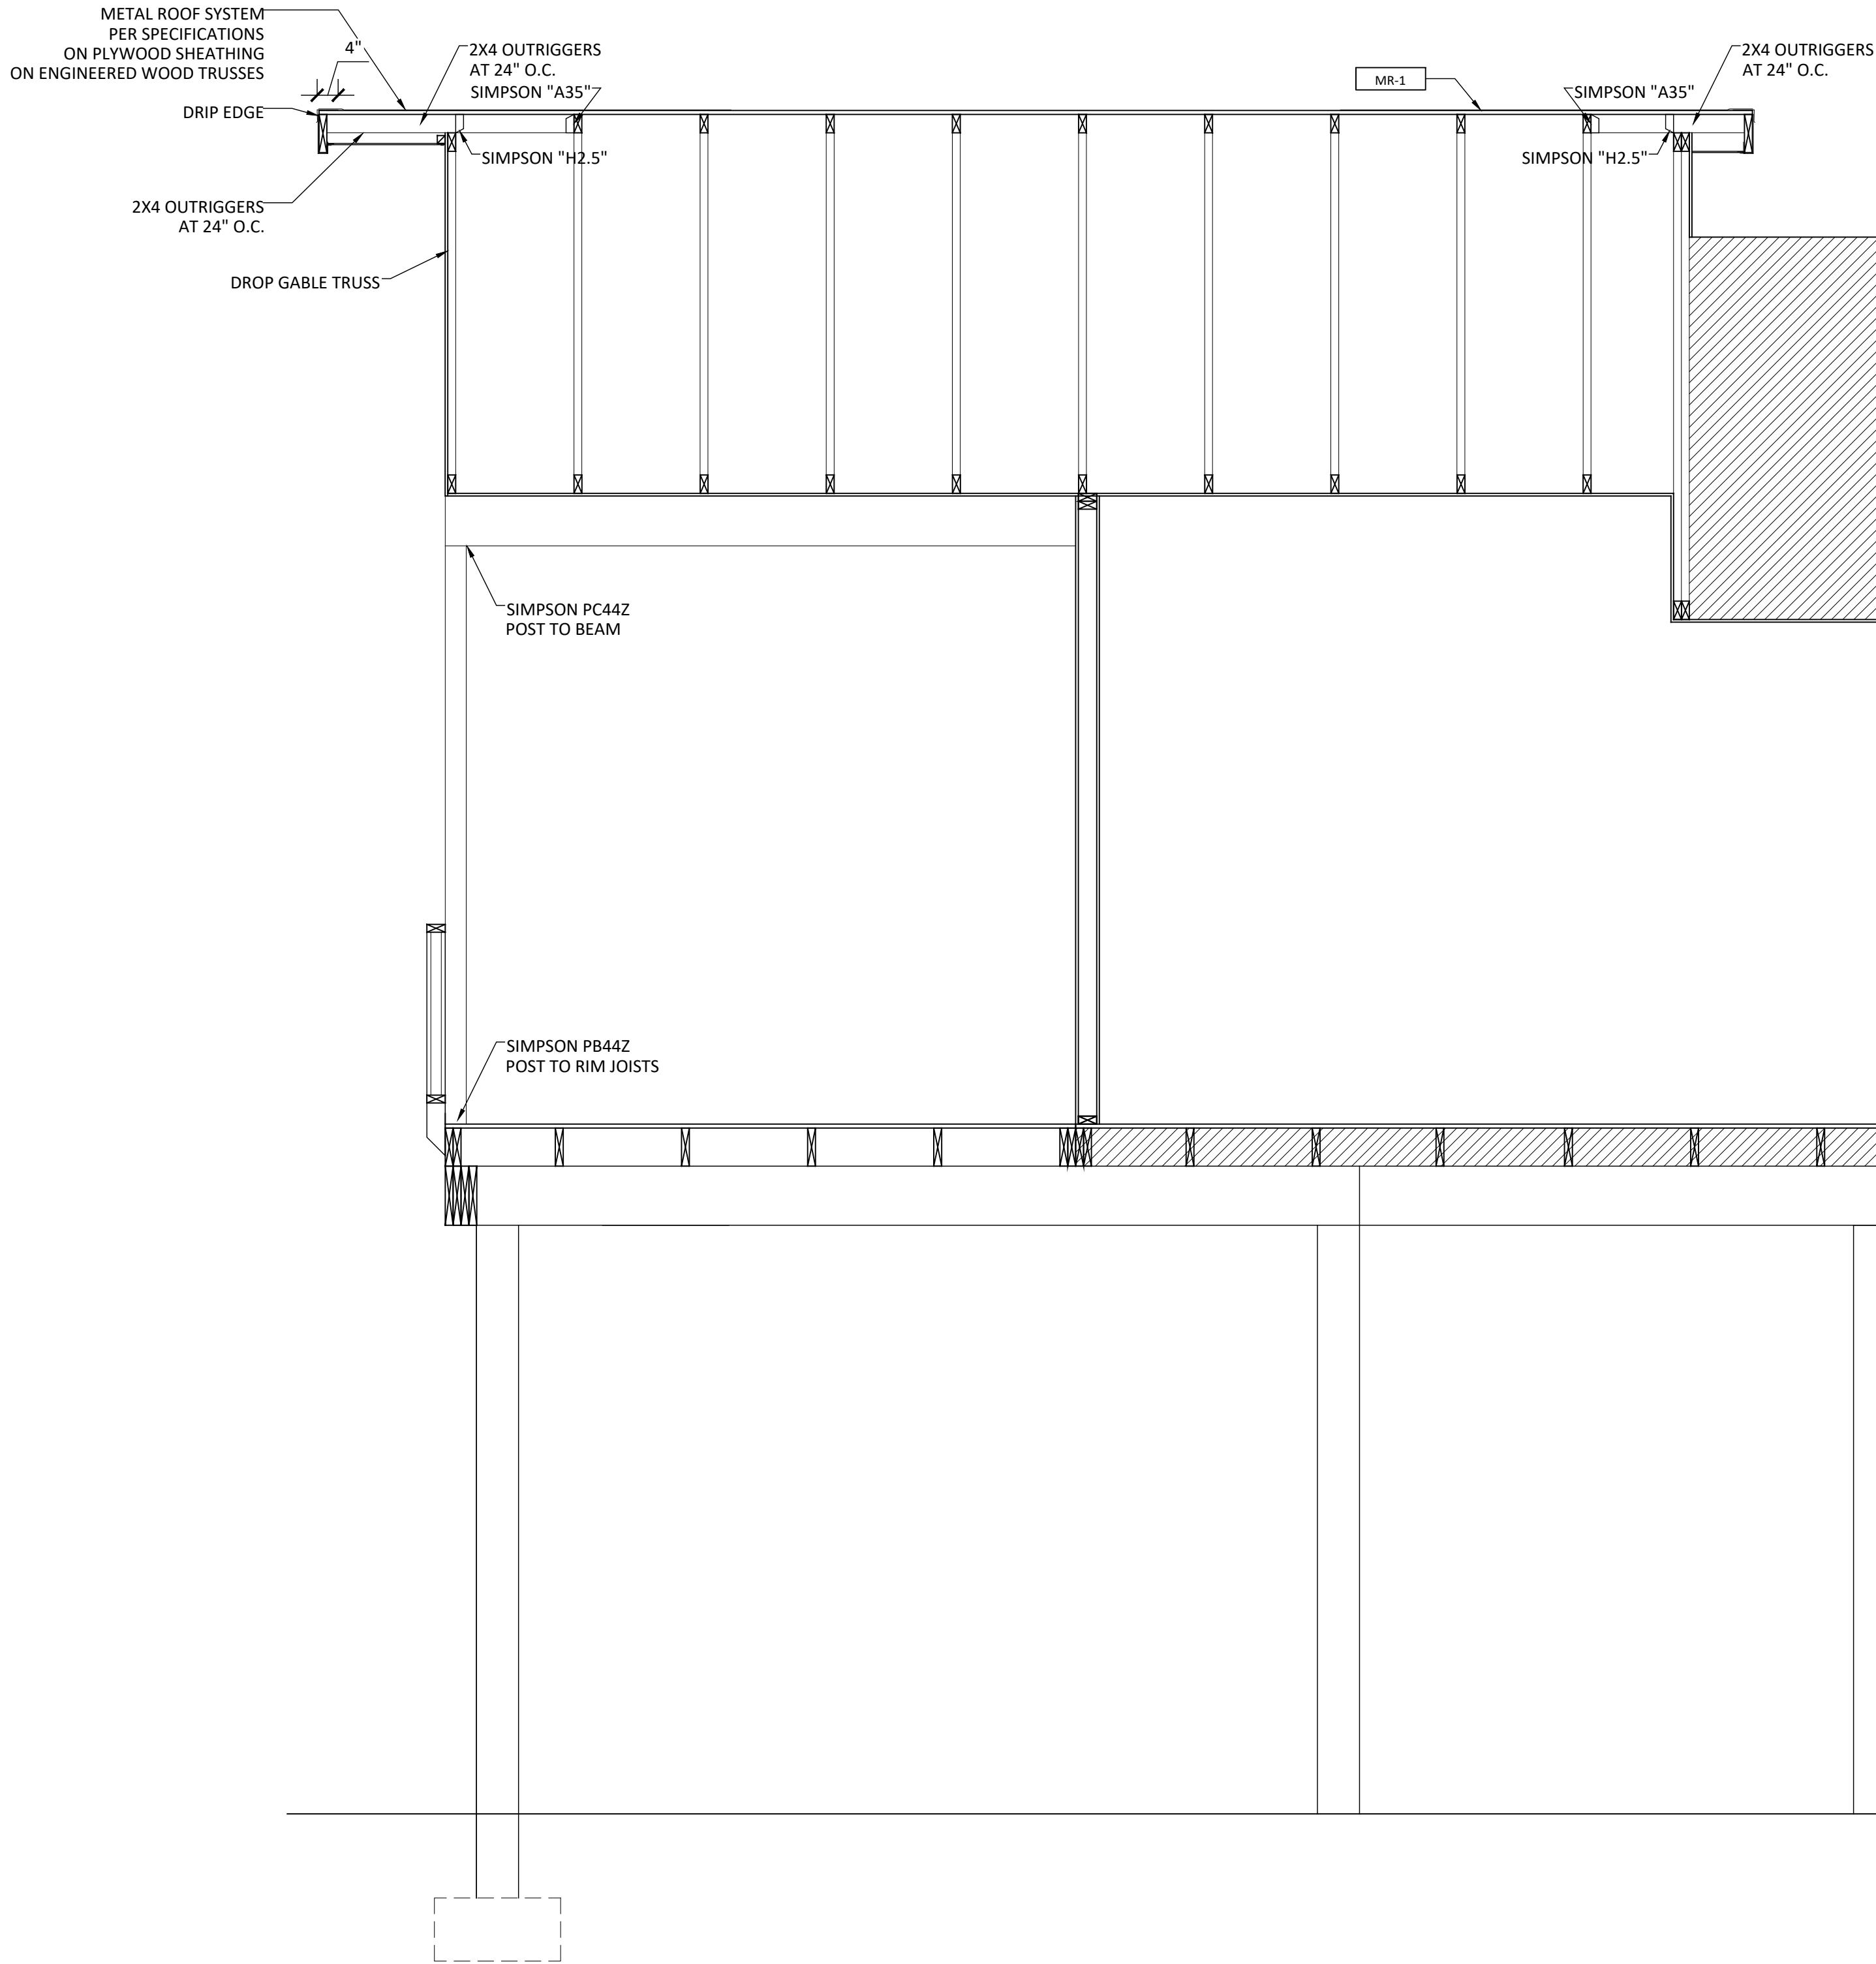 METAL ROOF SYSTEM
PER SPECIFICATIONS
ON PLYWOOD SHEATHING
ON ENGINEERED WOOD TRUSSES
4"
2X4 OUTRIGGERS
AT 24" O.C.
SIMPSON "A35"
DRIP EDGE
SIMPSON "H2.5"
2X4 OUTRIGGERS
AT 24" O.C.
DROP GABLE TRUSS
MR-1
2X4 OUTRIGGERS
AT 24" O.C.
SIMPSON "A35"
SIMPSON "H2.5"
SIMPSON PC44Z
POST TO BEAM
SIMPSON PB44Z
POST TO RIM JOISTS